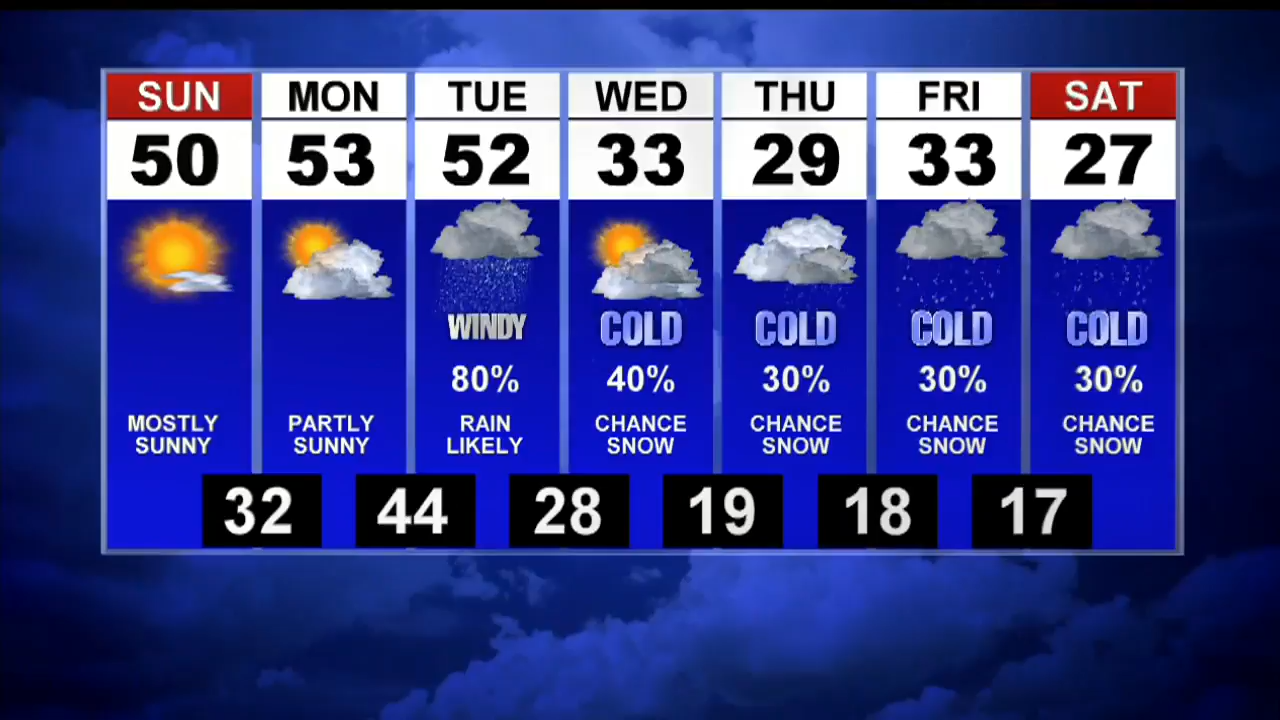 SUN MON TUE WED THU FRI SAT
50 53 52 33 29 33 27
WINDY COLD COLD COLD COLD
80% 40% 30% 30% 30%
MOSTLY PARTLY RAIN CHANCE CHANCE CHANCE CHANCE
SUNNY SUNNY LIKELY SNOW SNOW SNOW SNOW
32 44 28 19 18 17